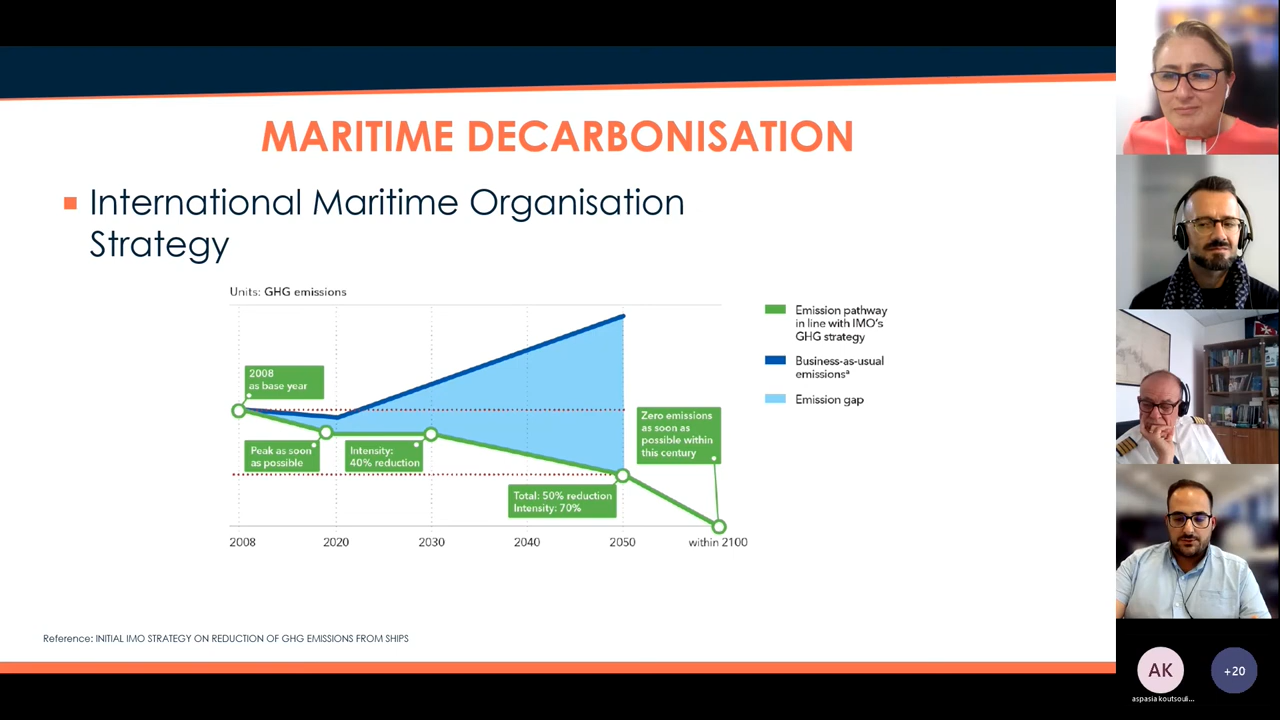 MARITIME DECARBONISATION
International Maritime Organisation
Strategy
Units: GHG emissions
Emission pathway
in line with IMO's
GHG strategy
Business-as-usual
emissionsᵃ
Emission gap
2008
as base year
Peak as soon
as possible
Intensity:
40% reduction
Zero emissions
as soon as
possible within
this century
Total: 50% reduction
Intensity: 70%
2008
2020
2030
2040
2050
within 2100
Reference: INITIAL IMO STRATEGY ON REDUCTION OF GHG EMISSIONS FROM SHIPS
AK
+20
aspasia koutsouli...